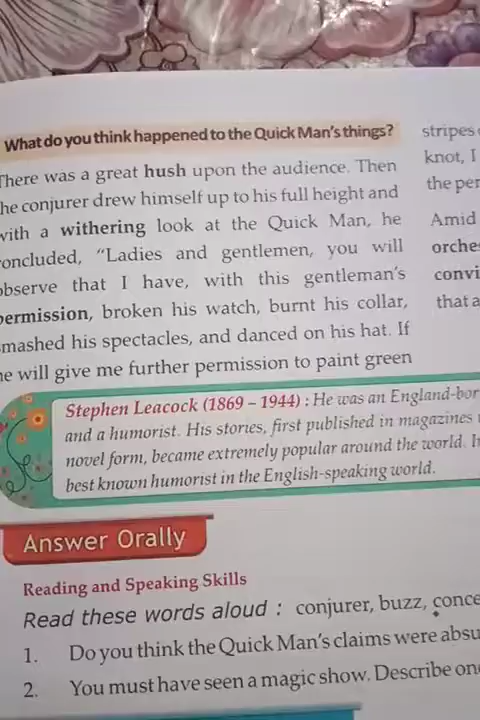 What do you think happened to the Quick Man's things?
There was a great hush upon the audience. Then
he conjurer drew himself up to his full height and
with a withering look at the Quick Man, he
concluded, "Ladies and gentlemen, you will
observe that I have, with this gentleman's
permission, broken his watch, burnt his collar,
smashed his spectacles, and danced on his hat. If
he will give me further permission to paint green
stripes
knot, I
the per
Amid
orche
convi
that a
Stephen Leacock (1869 – 1944) : He was an England-bor
and a humorist. His stories, first published in magazines
novel form, became extremely popular around the world. I
best known humorist in the English-speaking world.
Answer Orally
Reading and Speaking Skills
Read these words aloud : conjurer, buzz, conce
1. Do you think the Quick Man's claims were absu
2. You must have seen a magic show. Describe on